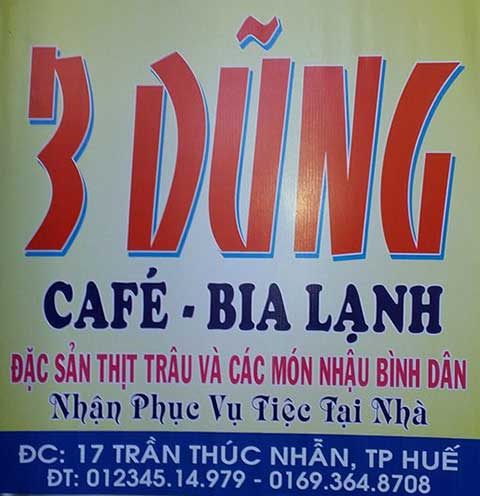 3 DŨNG
CAFÉ - BIA LẠNH
ĐẶC SẢN THỊT TRÂU VÀ CÁC MÓN NHẬU BÌNH DÂN
Nhận Phục Vụ Tiệc Tại Nhà
ĐC: 17 TRẦN THÚC NHẪN, TP HUẾ
ĐT: 012345.14.979 - 0169.364.8708